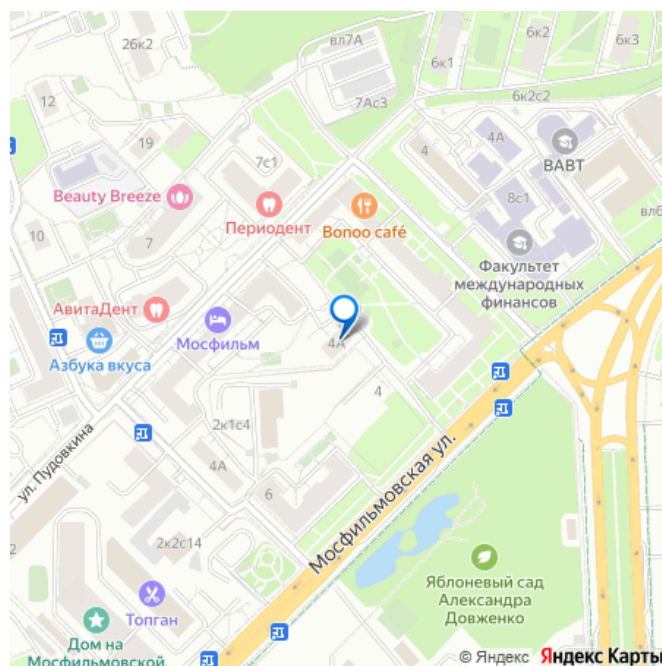 26к2
вл7А
6к1
6к2
6к3
12
7Ас3
6к2с2
19
4
4А
ВАВТ
7с1
Beauty Breeze
8с1
влб
Периодент
Bonoo café
10
7
Факультет
международных
финансов
АвитаДент
Мосфильм
4А
Азбука вкуса
4
2к1с4
ул. Пудовкина
4А
6
Мосфильмовская ул.
2
2к2с14
Яблоневый сад
Александра
Довженко
Топган
Дом на
Мосфильмовской
© Яндекс Яндекс Карты